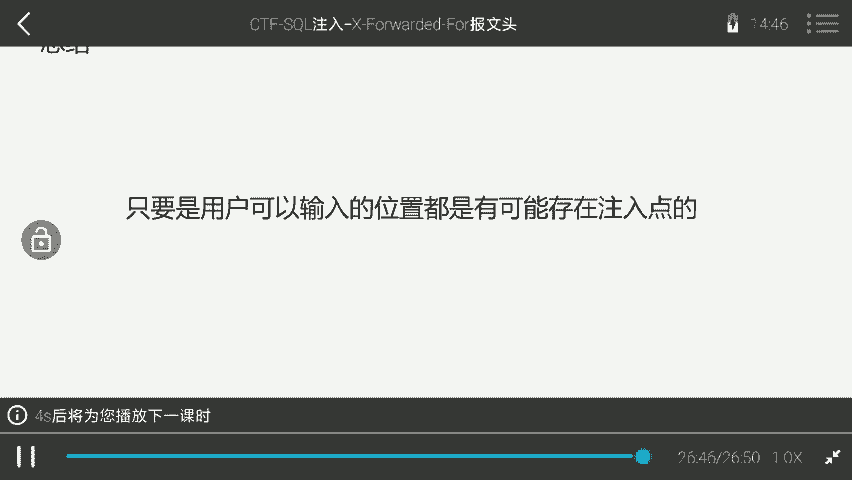 CTF-SQL注入-X-Forwarded-For报文头
14:46
总结
只要是用户可以输入的位置都是有可能存在注入点的
4s后将为您播放下一课时
26:46/26:50 1.0X